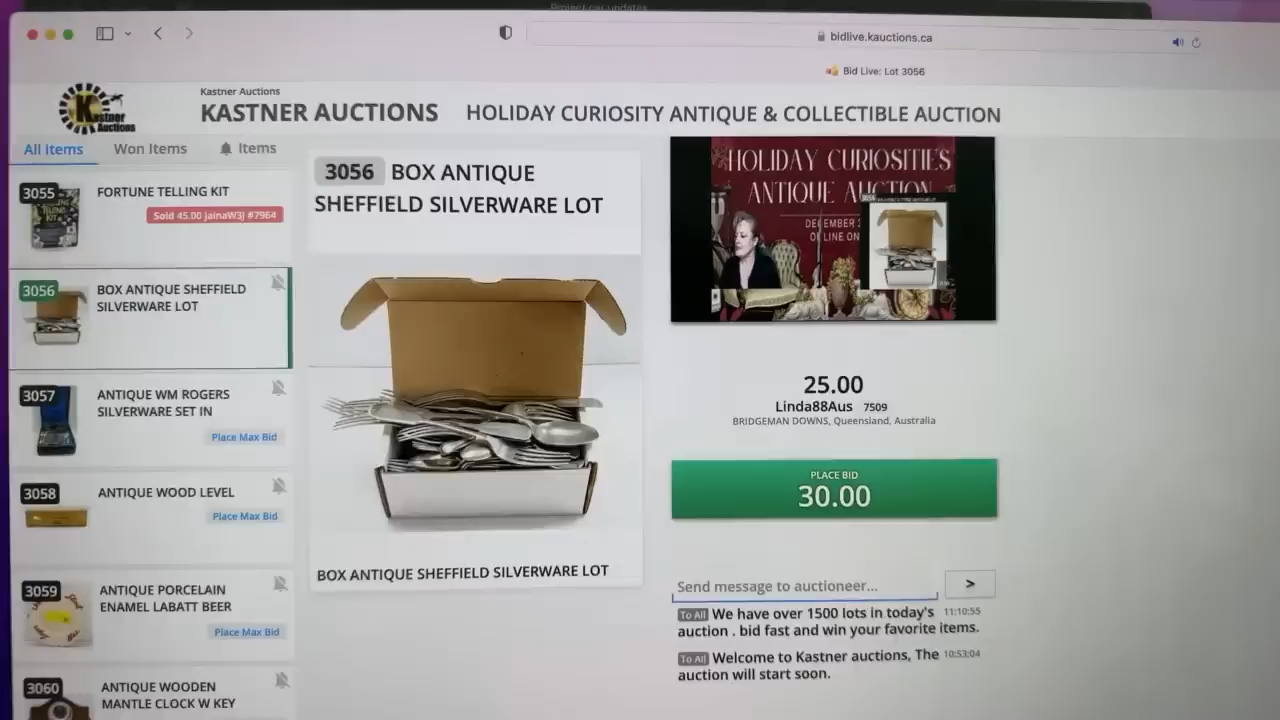 Project car updates
bidlive.kauctions.ca
Bid Live: Lot 3056
Kastner
Auctions
Kastner Auctions
KASTNER AUCTIONS
HOLIDAY CURIOSITY ANTIQUE & COLLECTIBLE AUCTION
All Items
Won Items
Items
3055
FORTUNE TELLING KIT
Sold 45.00 JainaW3J #7964
3056
BOX ANTIQUE SHEFFIELD
SILVERWARE LOT
3057
ANTIQUE WM ROGERS
SILVERWARE SET IN
Place Max Bid
3058
ANTIQUE WOOD LEVEL
Place Max Bid
3059
ANTIQUE PORCELAIN
ENAMEL LABATT BEER
Place Max Bid
3060
ANTIQUE WOODEN
MANTLE CLOCK W KEY
3056 BOX ANTIQUE
SHEFFIELD SILVERWARE LOT
BOX ANTIQUE SHEFFIELD SILVERWARE LOT
HOLIDAY CURIOSITIES
ANTIQUE AUCTION
25.00
Linda88Aus 7509
BRIDGEMAN DOWNS, Queensland, Australia
PLACE BID
30.00
Send message to auctioneer...
>
To All We have over 1500 lots in today's 11:10:55
auction . bid fast and win your favorite items.
To All Welcome to Kastner auctions, The 10:53:04
auction will start soon.